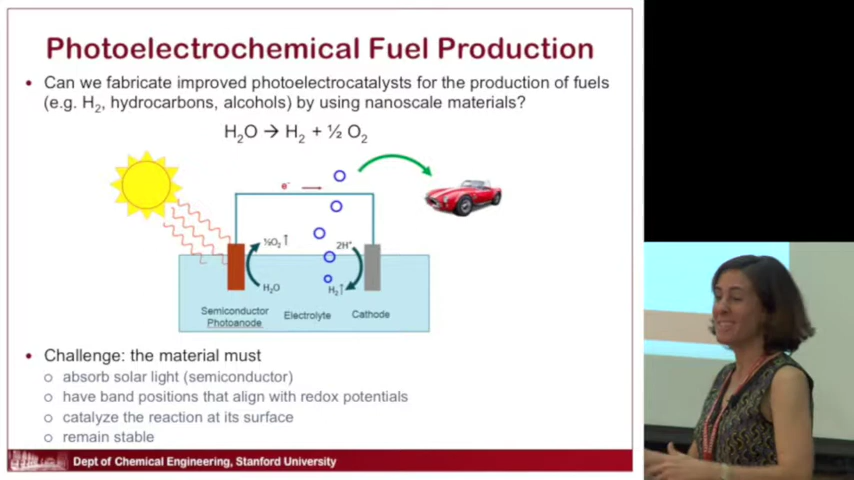 Photoelectrochemical Fuel Production
• Can we fabricate improved photoelectrocatalysts for the production of fuels
(e.g. H₂, hydrocarbons, alcohols) by using nanoscale materials?
H₂O → H₂ + ½ O₂
e⁻
½O₂↑
2H⁺
H₂O
H₂↑
Semiconductor
Photoanode
Electrolyte
Cathode
• Challenge: the material must
○ absorb solar light (semiconductor)
○ have band positions that align with redox potentials
○ catalyze the reaction at its surface
○ remain stable
Dept of Chemical Engineering, Stanford University